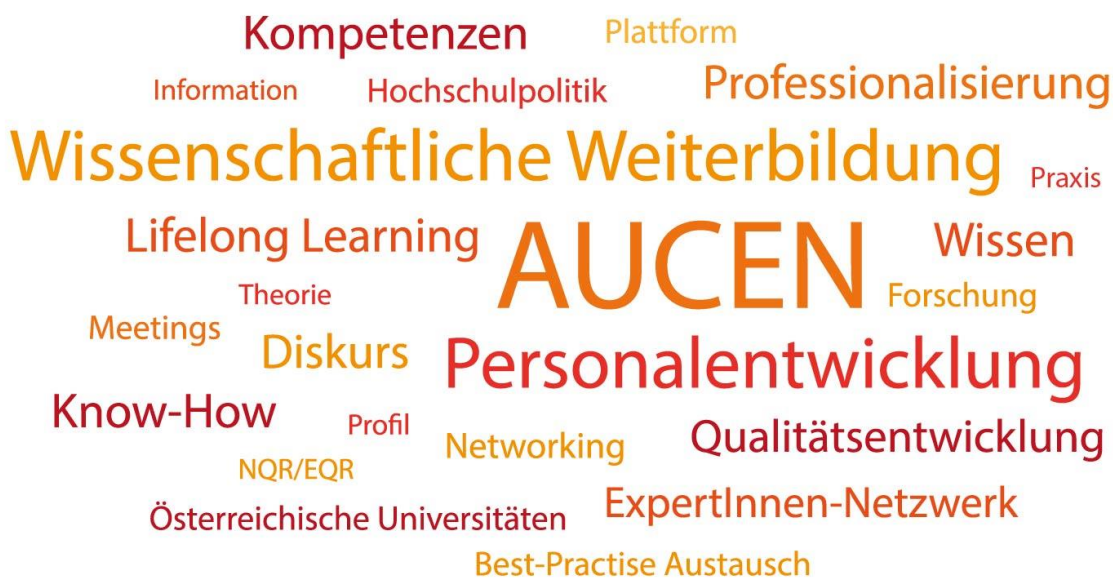 Kompetenzen Plattform
Information Hochschulpolitik Professionalisierung
Wissenschaftliche Weiterbildung Praxis
Lifelong Learning AUCEN Wissen
Theorie Forschung
Meetings Diskurs Personalentwicklung
Know-How Profil Networking Qualitätsentwicklung
NQR/EQR
Österreichische Universitäten ExpertInnen-Netzwerk
Best-Practise Austausch